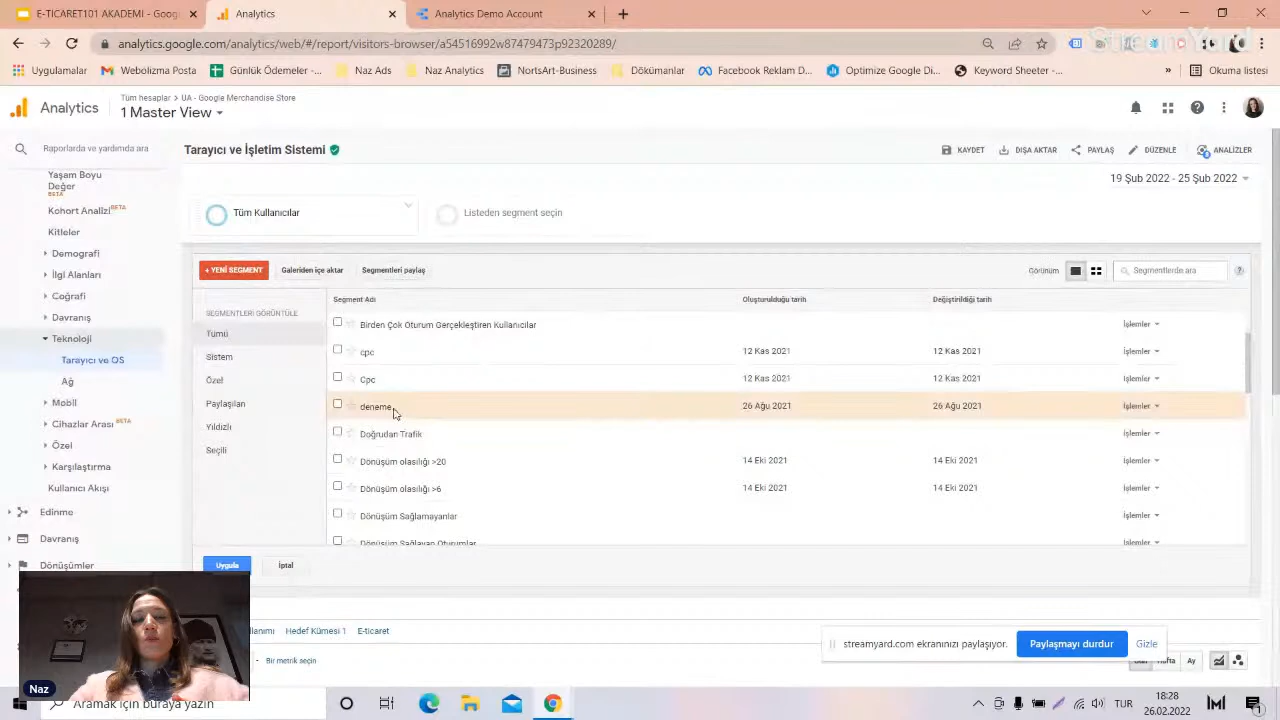 E-TİCARET101 AKADEMİ - Goog
Analytics
Analytics Demo Account
analytics.google.com/analytics/web/#/report/visitors-browser/a54516992w87479473p92320289/
StreamYard
Uygulamalar
Webolizma Posta
Günlük Ödemeler -...
Naz Ads
Naz Analytics
NortsArt-Business
Dökümanlar
Facebook Reklam D...
Optimize Google Di...
Keyword Sheeter -...
»
Okuma listesi
Analytics
Tüm hesaplar > UA - Google Merchandise Store
1 Master View
Raporlarda ve yardımda ara
Tarayıcı ve İşletim Sistemi
KAYDET
DIŞA AKTAR
PAYLAŞ
DÜZENLE
ANALİZLER
19 Şub 2022 - 25 Şub 2022
Yaşam Boyu
Değer
BETA
Kohort Analizi BETA
Kitleler
Demografi
İlgi Alanları
Coğrafi
Davranış
Teknoloji
Tarayıcı ve OS
Ağ
Mobil
Cihazlar Arası BETA
Özel
Karşılaştırma
Kullanıcı Akışı
Edinme
Davranış
Dönüşümler
Tüm Kullanıcılar
Listeden segment seçin
+ YENİ SEGMENT
Galeriden içe aktar
Segmentleri paylaş
Görünüm
Segmentlerde ara
SEGMENTLERİ GÖRÜNTÜLE
Tümü
Sistem
Özel
Paylaşılan
Yıldızlı
Seçili
Segment Adı
Oluşturulduğu tarih
Değiştirildiği tarih
Birden Çok Oturum Gerçekleştiren Kullanıcılar
İşlemler
cpc
12 Kas 2021
12 Kas 2021
İşlemler
Cpc
12 Kas 2021
12 Kas 2021
İşlemler
deneme
26 Ağu 2021
26 Ağu 2021
İşlemler
Doğrudan Trafik
İşlemler
Dönüşüm olasılığı >20
14 Eki 2021
14 Eki 2021
İşlemler
Dönüşüm olasılığı >6
14 Eki 2021
14 Eki 2021
İşlemler
Dönüşüm Sağlamayanlar
İşlemler
Dönüşüm Sağlayan Oturumlar
İşlemler
Uygula
İptal
Hedef Kümesi 1
E-ticaret
Bir metrik seçin
streamyard.com ekranınızı paylaşıyor.
Paylaşmayı durdur
Gizle
Ay
Naz
Aramak için buraya yazın
TUR
18:28
26.02.2022
1